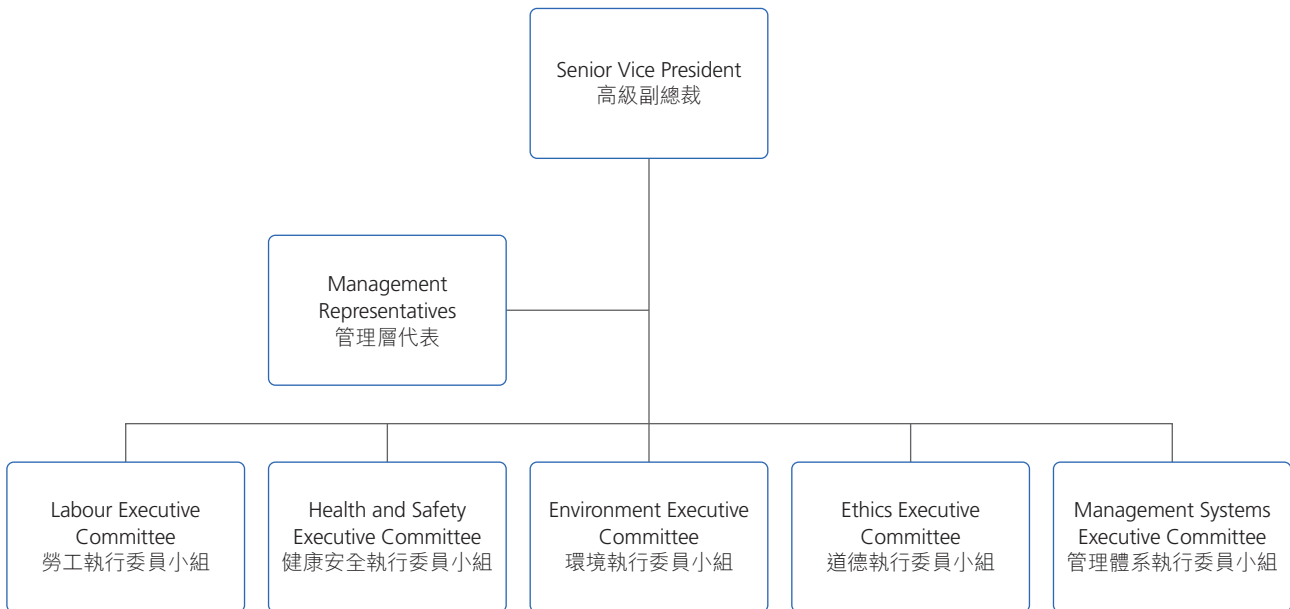 Senior Vice President
高級副總裁
Management
Representatives
管理層代表
Labour Executive
Committee
勞工執行委員小組
Health and Safety
Executive Committee
健康安全執行委員小組
Environment Executive
Committee
環境執行委員小組
Ethics Executive
Committee
道德執行委員小組
Management Systems
Executive Committee
管理體系執行委員小組